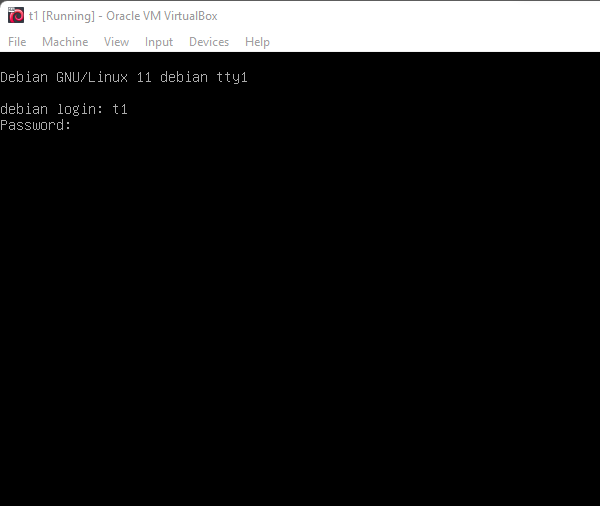 t1 [Running] - Oracle VM VirtualBox
File Machine View Input Devices Help
Debian GNU/Linux 11 debian tty1
debian login: t1
Password: